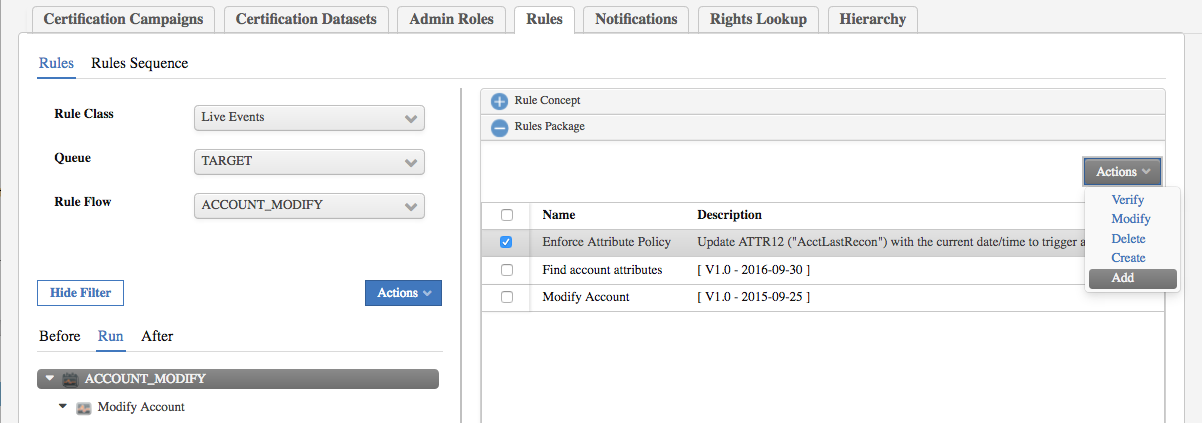 Certification Campaigns
Certification Datasets
Admin Roles
Rules
Notifications
Rights Lookup
Hierarchy
Rules
Rules Sequence
Rule Class
Live Events
Queue
TARGET
Rule Flow
ACCOUNT_MODIFY
Hide Filter
Actions
Before
Run
After
ACCOUNT_MODIFY
Modify Account
Rule Concept
Rules Package
Actions
Verify
Modify
Delete
Create
Add
Name
Description
Enforce Attribute Policy
Update ATTR12 ("AcctLastRecon") with the current date/time to trigger a
Find account attributes
[ V1.0 - 2016-09-30 ]
Modify Account
[ V1.0 - 2015-09-25 ]